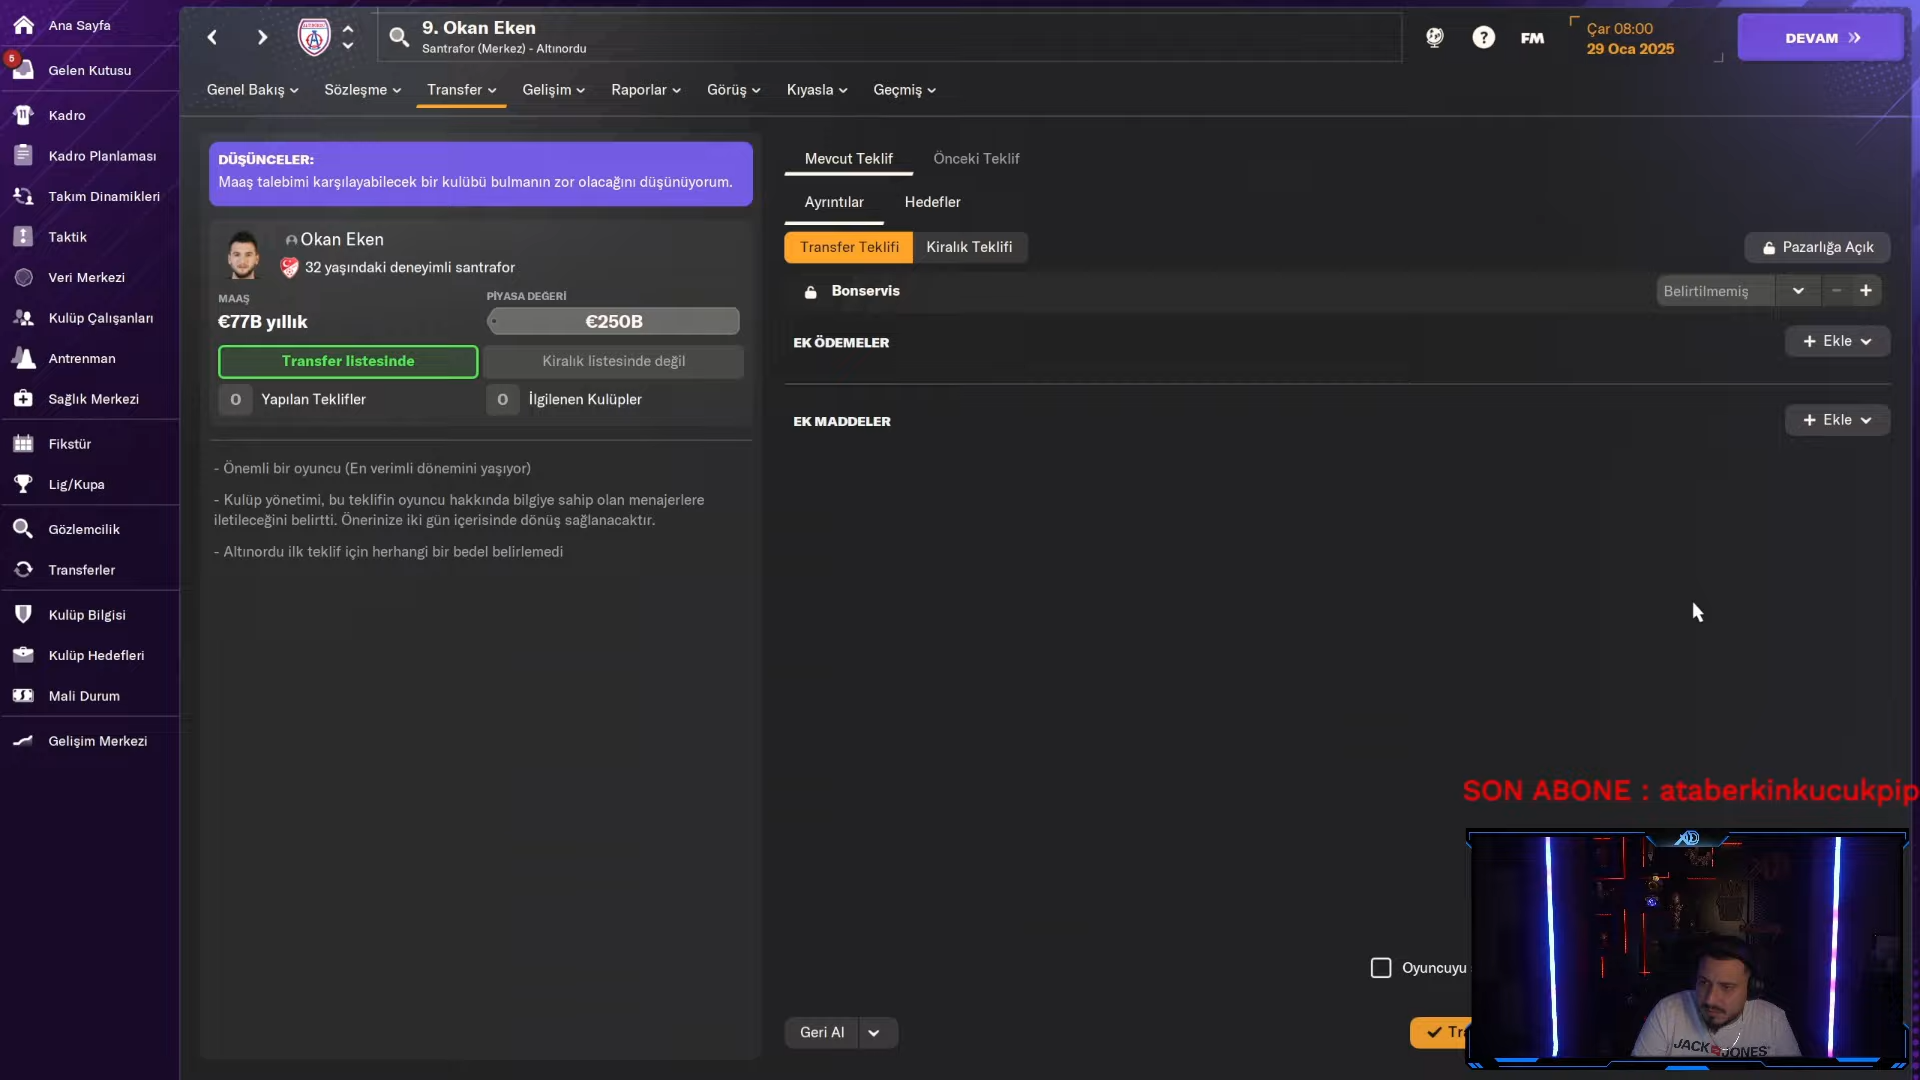 Ana Sayfa
5
Gelen Kutusu
11
Kadro
Kadro Planlaması
Takım Dinamikleri
Taktik
Veri Merkezi
Kulüp Çalışanları
Antrenman
Sağlık Merkezi
Fikstür
Lig/Kupa
Gözlemcilik
Transferler
Kulüp Bilgisi
Kulüp Hedefleri
Mali Durum
Gelişim Merkezi
9. Okan Eken
Santrafor (Merkez) - Altınordu
?
FM
Çar 08:00
29 Oca 2025
DEVAM
Genel Bakış
Sözleşme
Transfer
Gelişim
Raporlar
Görüş
Kıyasla
Geçmiş
DÜŞÜNCELER:
Maaş talebimi karşılayabilecek bir kulübü bulmanın zor olacağını düşünüyorum.
Okan Eken
32 yaşındaki deneyimli santrafor
MAAŞ
€77B yıllık
PİYASA DEĞERİ
€250B
Transfer listesinde
Kiralık listesinde değil
0 Yapılan Teklifler
0 İlgilenen Kulüpler
- Önemli bir oyuncu (En verimli dönemini yaşıyor)
- Kulüp yönetimi, bu teklifin oyuncu hakkında bilgiye sahip olan menajerlere
iletileceğini belirtti. Önerinize iki gün içerisinde dönüş sağlanacaktır.
- Altınordu ilk teklif için herhangi bir bedel belirlemedi
Mevcut Teklif
Önceki Teklif
Ayrıntılar
Hedefler
Transfer Teklifi
Kiralık Teklifi
Pazarlığa Açık
Bonservis
Belirtilmemiş
- +
EK ÖDEMELER
+ Ekle
EK MADDELER
+ Ekle
SON ABONE : ataberkinkucukpip
Oyuncuyu
Geri Al
Tr
JACK & JONES